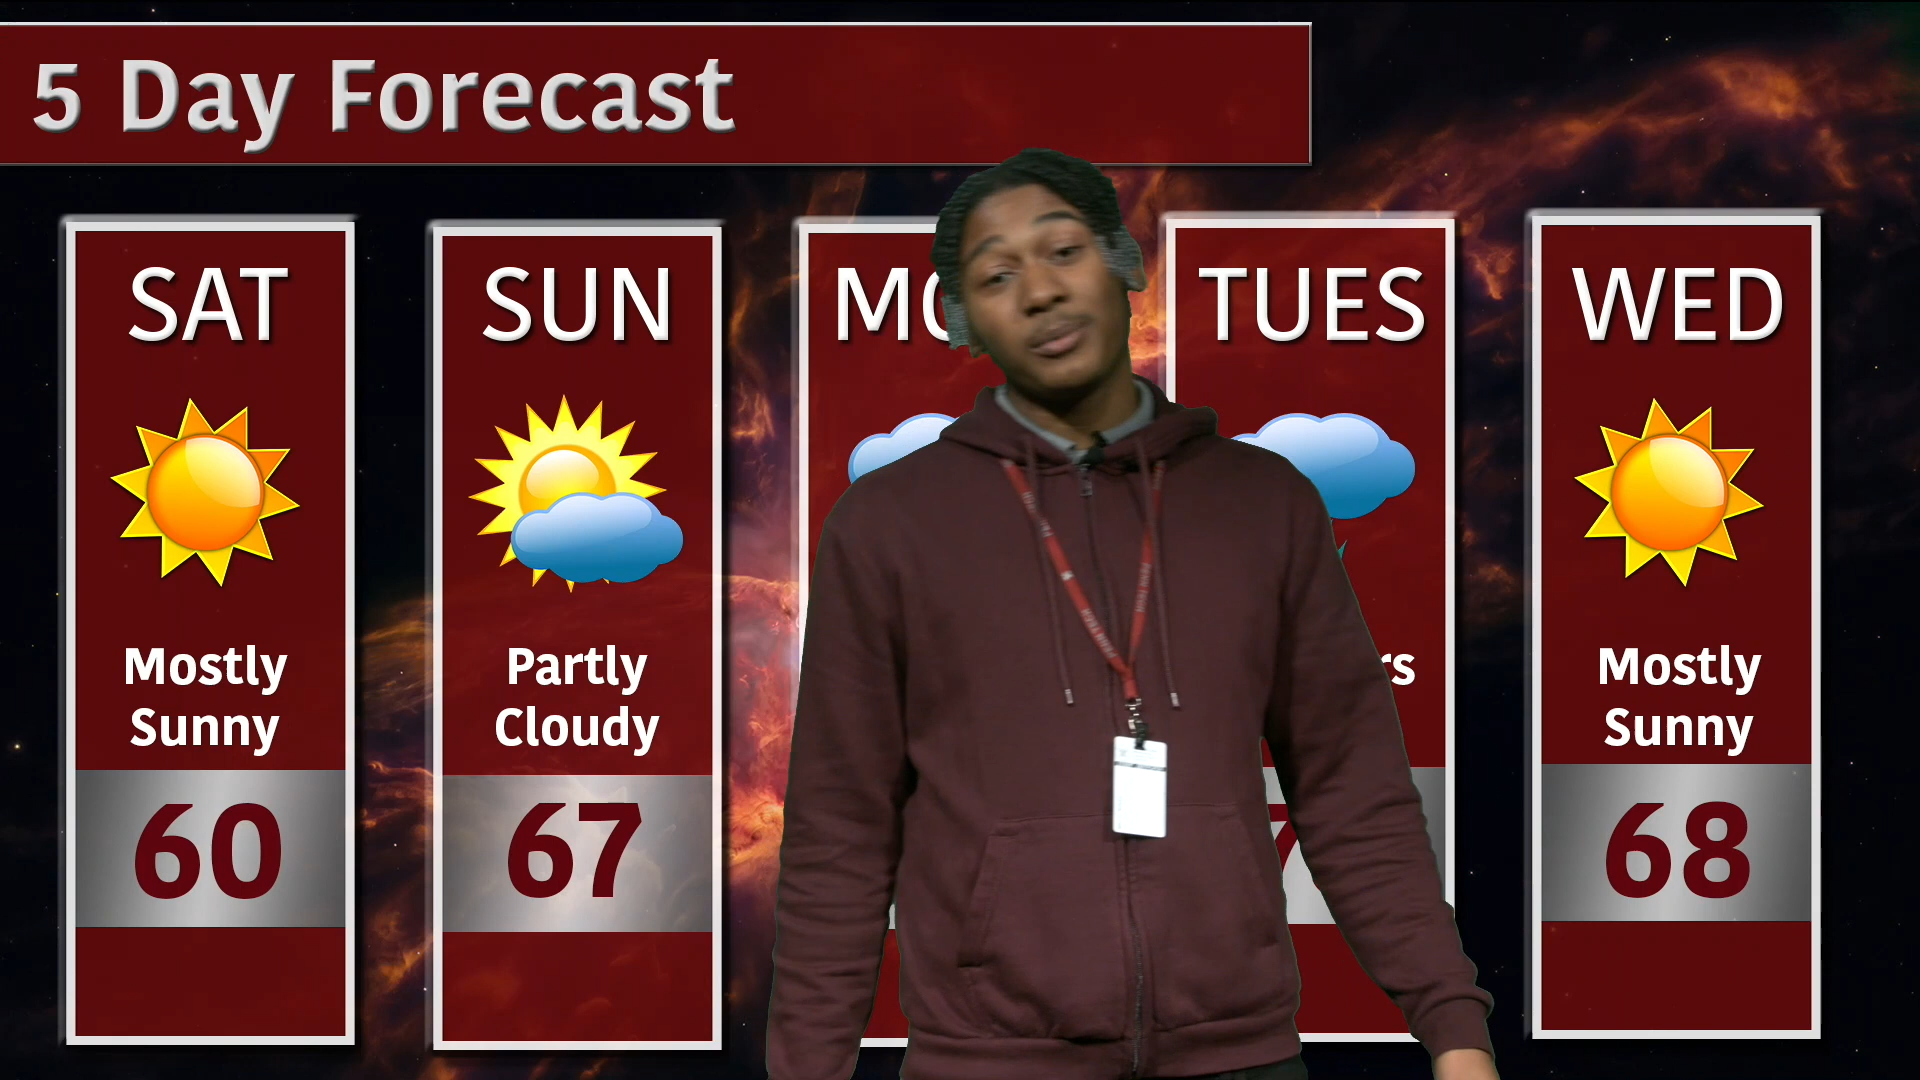 5 Day Forecast
SAT
SUN
TUES
WED
Mostly
Sunny
Partly
Cloudy
Mostly
Sunny
60
67
68